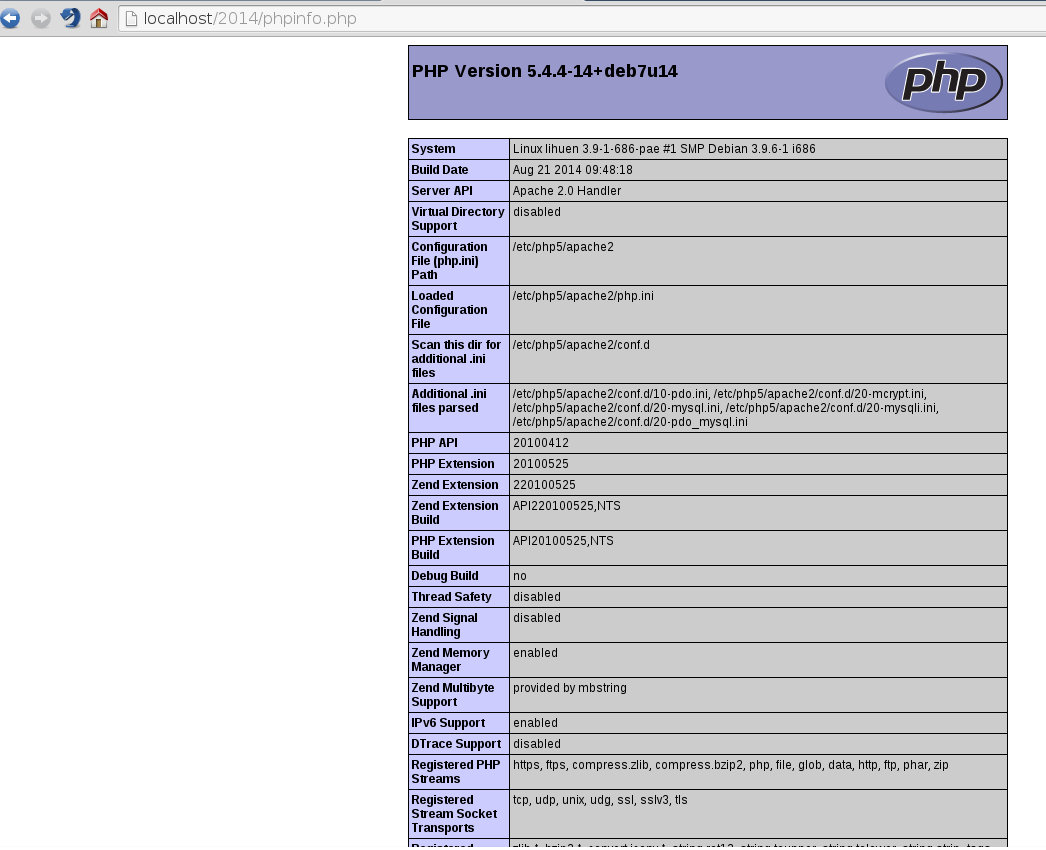 localhost/2014/phpinfo.php
PHP Version 5.4.4-14+deb7u14
php
System
Linux lihuen 3.9-1-686-pae #1 SMP Debian 3.9.6-1 i686
Build Date
Aug 21 2014 09:48:18
Server API
Apache 2.0 Handler
Virtual Directory
Support
disabled
Configuration
File (php.ini)
Path
/etc/php5/apache2
Loaded
Configuration
File
/etc/php5/apache2/php.ini
Scan this dir for
additional .ini
files
/etc/php5/apache2/conf.d
Additional .ini
files parsed
/etc/php5/apache2/conf.d/10-pdo.ini, /etc/php5/apache2/conf.d/20-mcrypt.ini,
/etc/php5/apache2/conf.d/20-mysql.ini, /etc/php5/apache2/conf.d/20-mysqli.ini,
/etc/php5/apache2/conf.d/20-pdo_mysql.ini
PHP API
20100412
PHP Extension
20100525
Zend Extension
220100525
Zend Extension
Build
API220100525,NTS
PHP Extension
Build
API20100525,NTS
Debug Build
no
Thread Safety
disabled
Zend Signal
Handling
disabled
Zend Memory
Manager
enabled
Zend Multibyte
Support
provided by mbstring
IPv6 Support
enabled
DTrace Support
disabled
Registered PHP
Streams
https, ftps, compress.zlib, compress.bzip2, php, file, glob, data, http, ftp, phar, zip
Registered
Stream Socket
Transports
tcp, udp, unix, udg, ssl, sslv3, tls